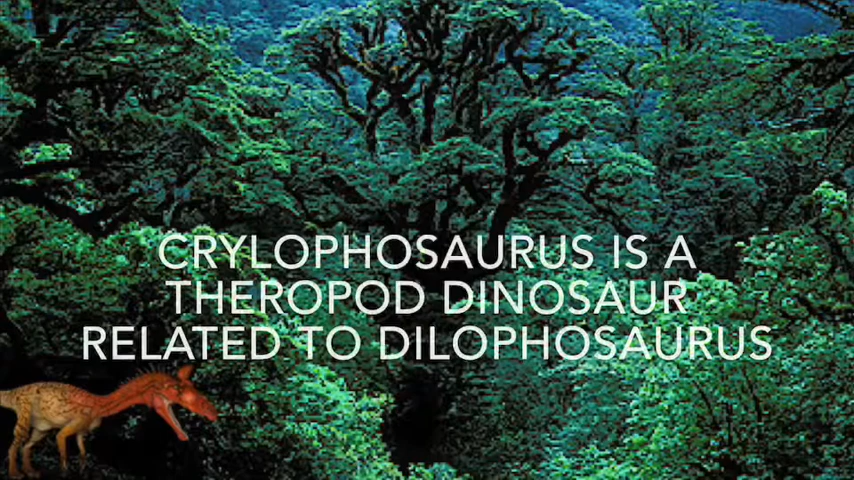 CRYLOPHOSAURUS IS A
THEROPOD DINOSAUR
RELATED TO DILOPHOSAURUS